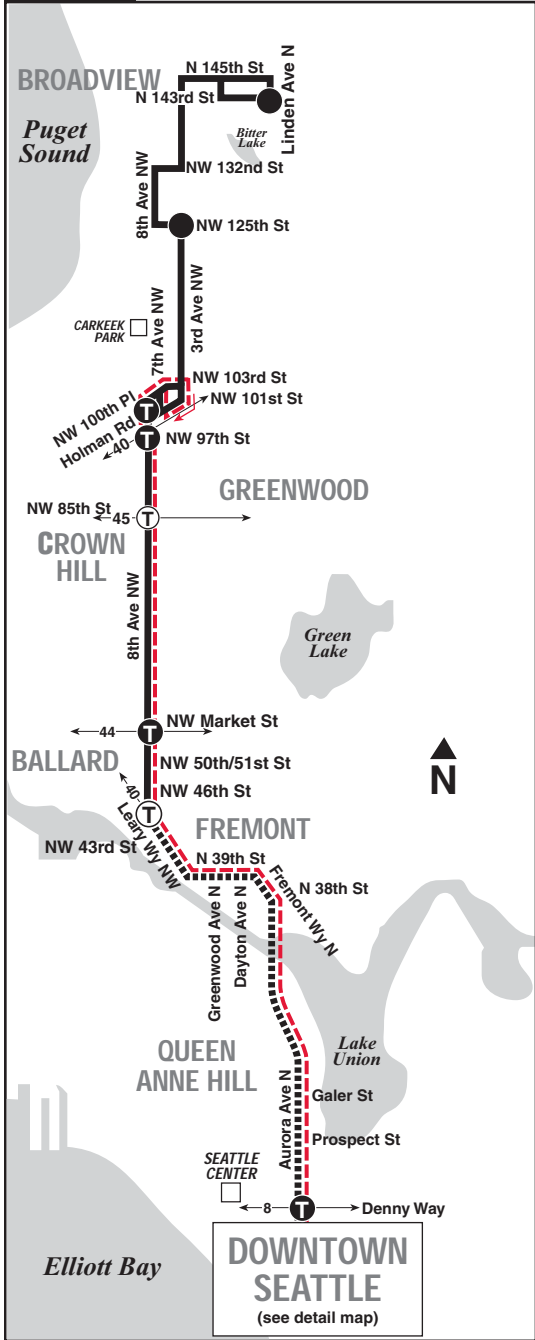 N 145th St
BROADVIEW
N 143rd St
Linden Ave N
Puget
Sound
Bitter
Lake
NW 132nd St
8th Ave NW
NW 125th St
3rd Ave NW
CARKEEK
PARK
7th Ave NW
NW 103rd St
NW 100th Pl
NW 101st St
T
Holman Rd
40
T
NW 97th St
GREENWOOD
NW 85th St
45
T
CROWN
HILL
8th Ave NW
Green
Lake
NW Market St
44
T
BALLARD
NW 50th/51st St
N
40
NW 46th St
T
Leary Wy NW
FREMONT
NW 43rd St
N 39th St
Fremont Wy N
N 38th St
Greenwood Ave N
Dayton Ave N
QUEEN
ANNE HILL
Lake
Union
Aurora Ave N
Galer St
Prospect St
SEATTLE
CENTER
8
T
Denny Way
Elliott Bay
DOWNTOWN
SEATTLE
(see detail map)